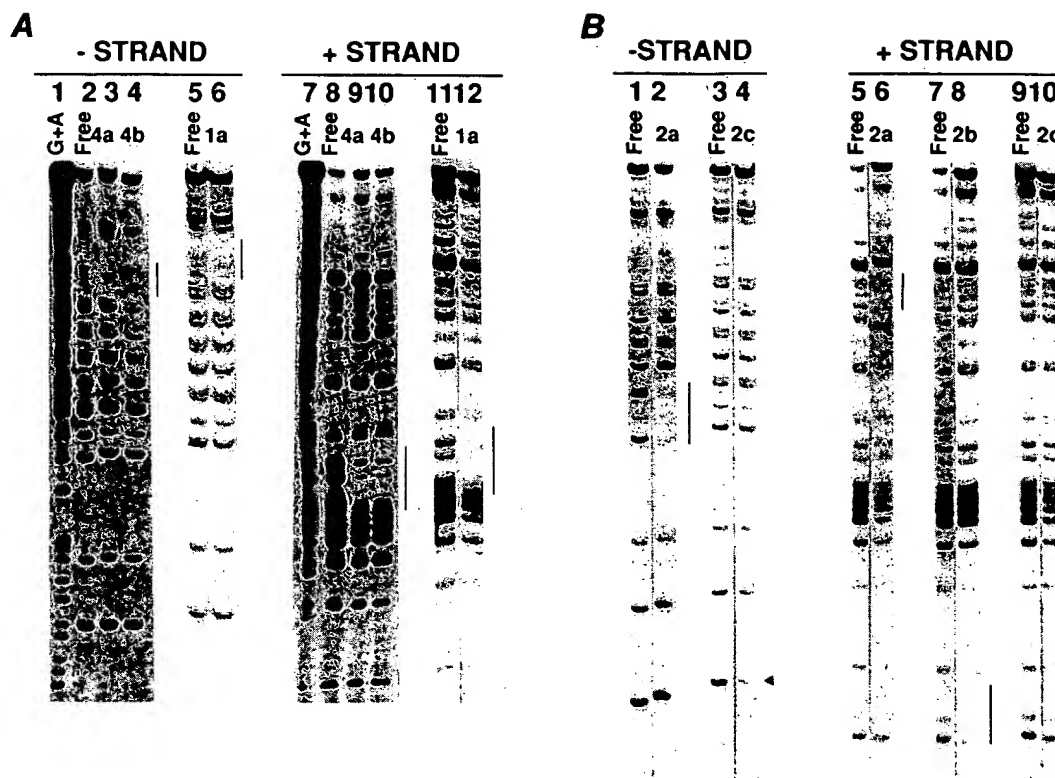 A
B
- STRAND
+ STRAND
-STRAND
+ STRAND
1 2 3 4 5 6 7 8 9 10 11 12
1 2 3 4 5 6 7 8 9 10
G+A Free 4a 4b Free 1a G+A Free 4a 4b Free 1a
Free 2a Free 2c Free 2a Free 2b Free 2c